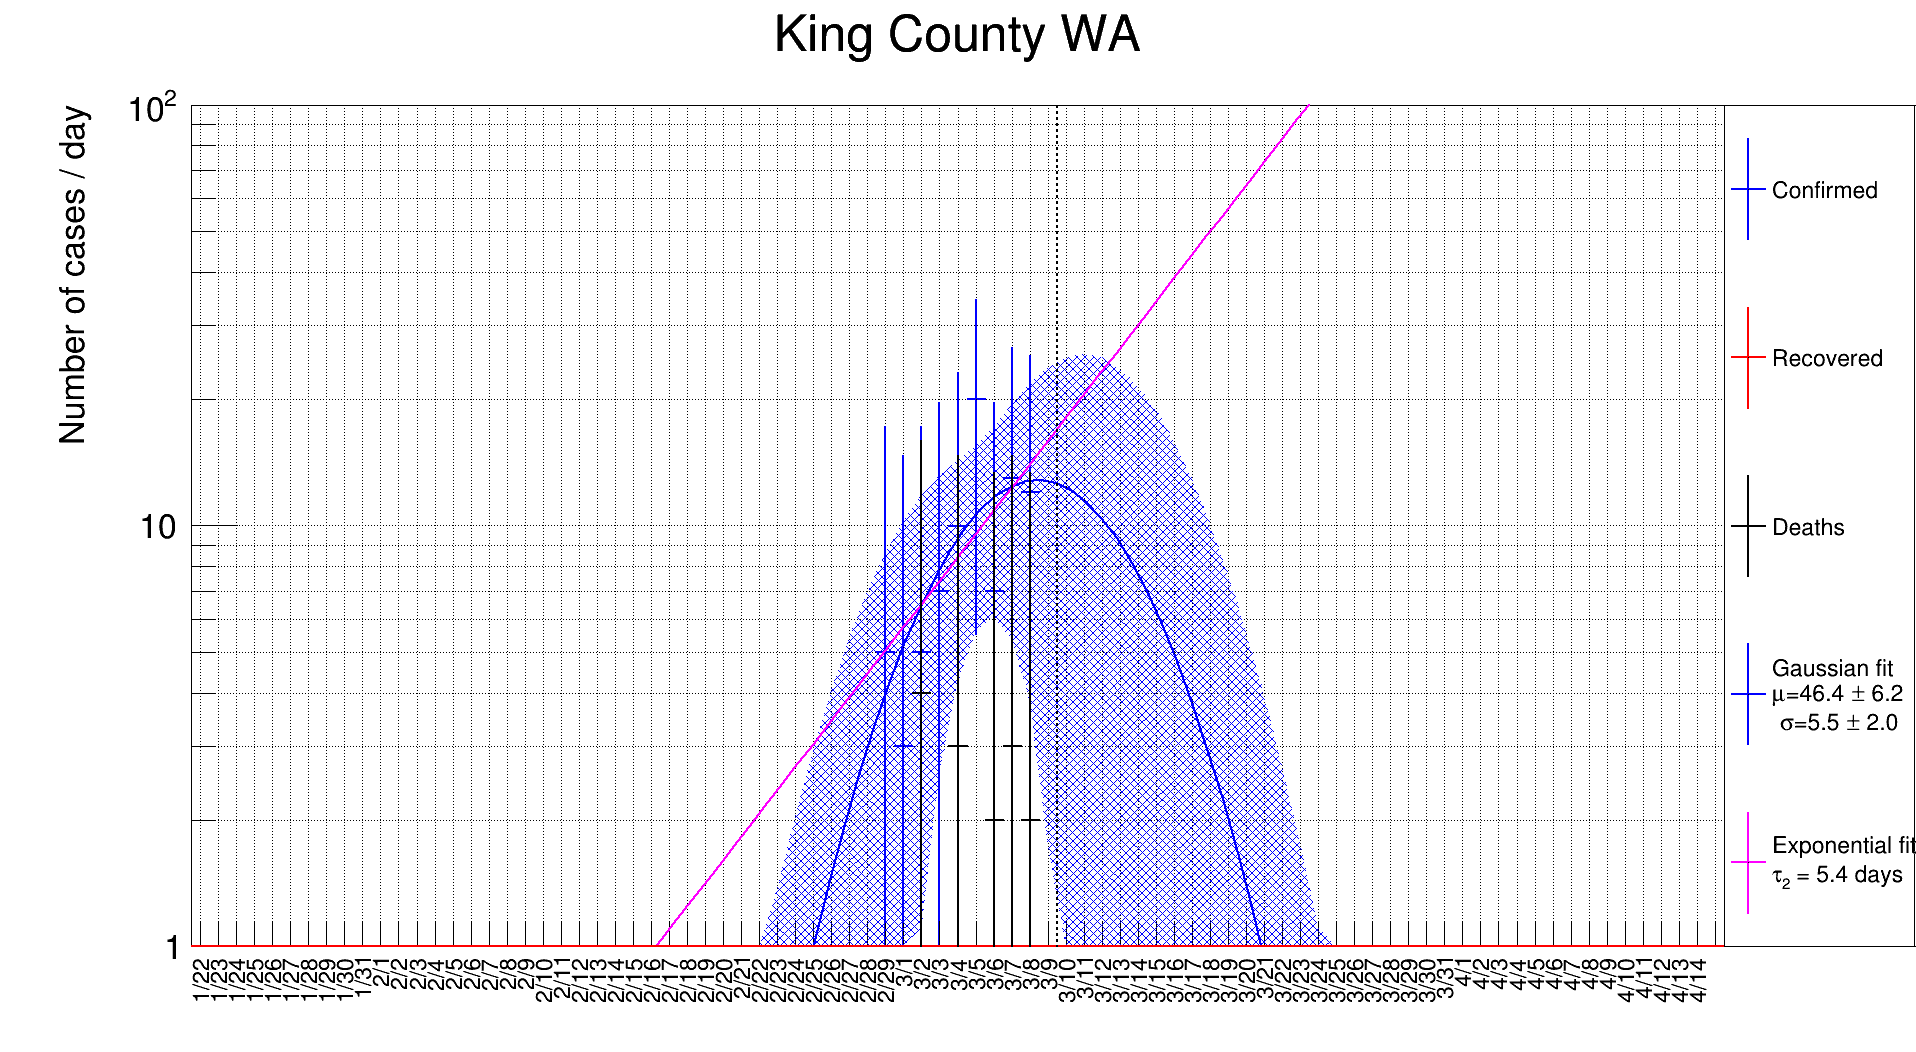 King County WA
Number of cases / day
10²
10
1
1/22 1/23 1/24 1/25 1/26 1/27 1/28 1/29 1/30 1/31 2/1 2/2 2/3 2/4 2/5 2/6 2/7 2/8 2/9 2/10 2/11 2/12 2/13 2/14 2/15 2/16 2/17 2/18 2/19 2/20 2/21 2/22 2/23 2/24 2/25 2/26 2/27 2/28 2/29 3/1 3/2 3/3 3/4 3/5 3/6 3/7 3/8 3/9 3/10 3/11 3/12 3/13 3/14 3/15 3/16 3/17 3/18 3/19 3/20 3/21 3/22 3/23 3/24 3/25 3/26 3/27 3/28 3/29 3/30 3/31 4/1 4/2 4/3 4/4 4/5 4/6 4/7 4/8 4/9 4/10 4/11 4/12 4/13 4/14
Confirmed
Recovered
Deaths
Gaussian fit
μ=46.4 ± 6.2
σ=5.5 ± 2.0
Exponential fit
τ₂ = 5.4 days